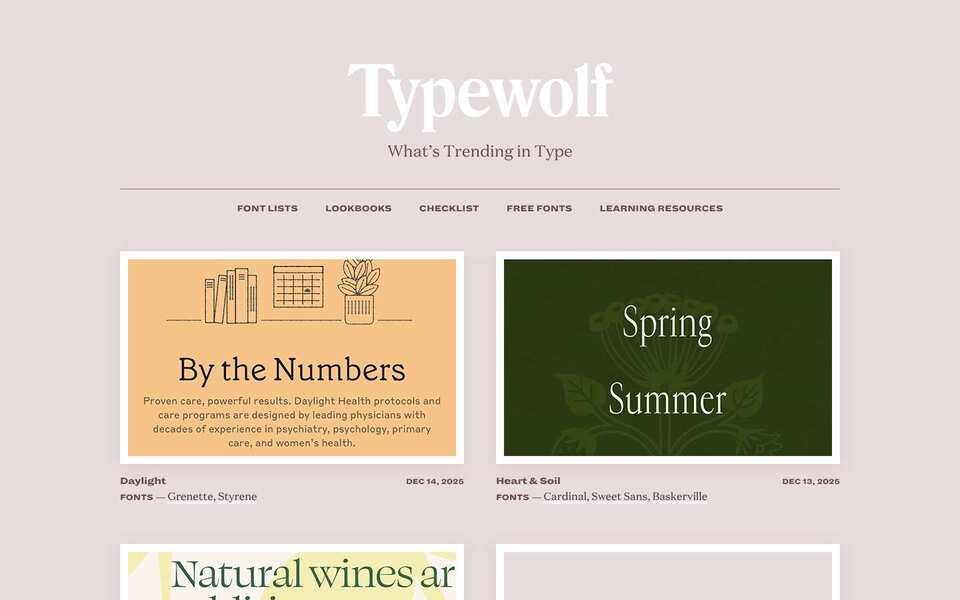 Typewolf
What's Trending in Type
FONT LISTS LOOKBOOKS CHECKLIST FREE FONTS LEARNING RESOURCES
By the Numbers
Proven care, powerful results. Daylight Health protocols and
care programs are designed by leading physicians with
decades of experience in psychiatry, psychology, primary
care, and women's health.
Daylight DEC 14, 2025
FONTS — Grenette, Styrene
Spring
Summer
Heart & Soil DEC 13, 2025
FONTS — Cardinal, Sweet Sans, Baskerville
Natural wines ar